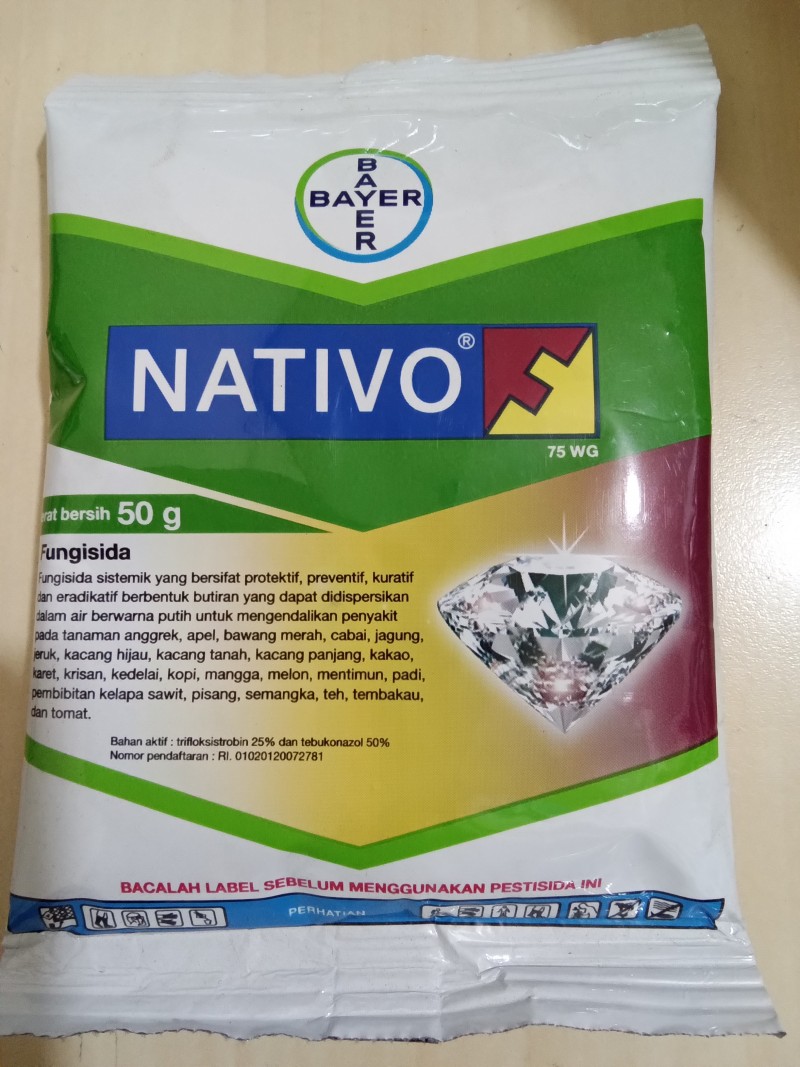 BAYER
BAYER
NATIVO®
75 WG
bersih 50 g
Fungisida
Fungisida sistemik yang bersifat protektif, preventif, kuratif
dan eradikatif berbentuk butiran yang dapat didispersikan
dalam air berwarna putih untuk mengendalikan penyakit
pada tanaman anggrek, apel, bawang merah, cabai, jagung,
jeruk, kacang hijau, kacang tanah, kacang panjang, kakao,
karet, krisan, kedelai, kopi, mangga, melon, mentimun, padi,
pembibitan kelapa sawit, pisang, semangka, teh, tembakau,
dan tomat.
Bahan aktif : trifloksistrobin 25% dan tebukonazol 50%
Nomor pendaftaran : RI. 01020120072781
BACALAH LABEL SEBELUM MENGGUNAKAN PESTISIDA INI
PERHATIAN